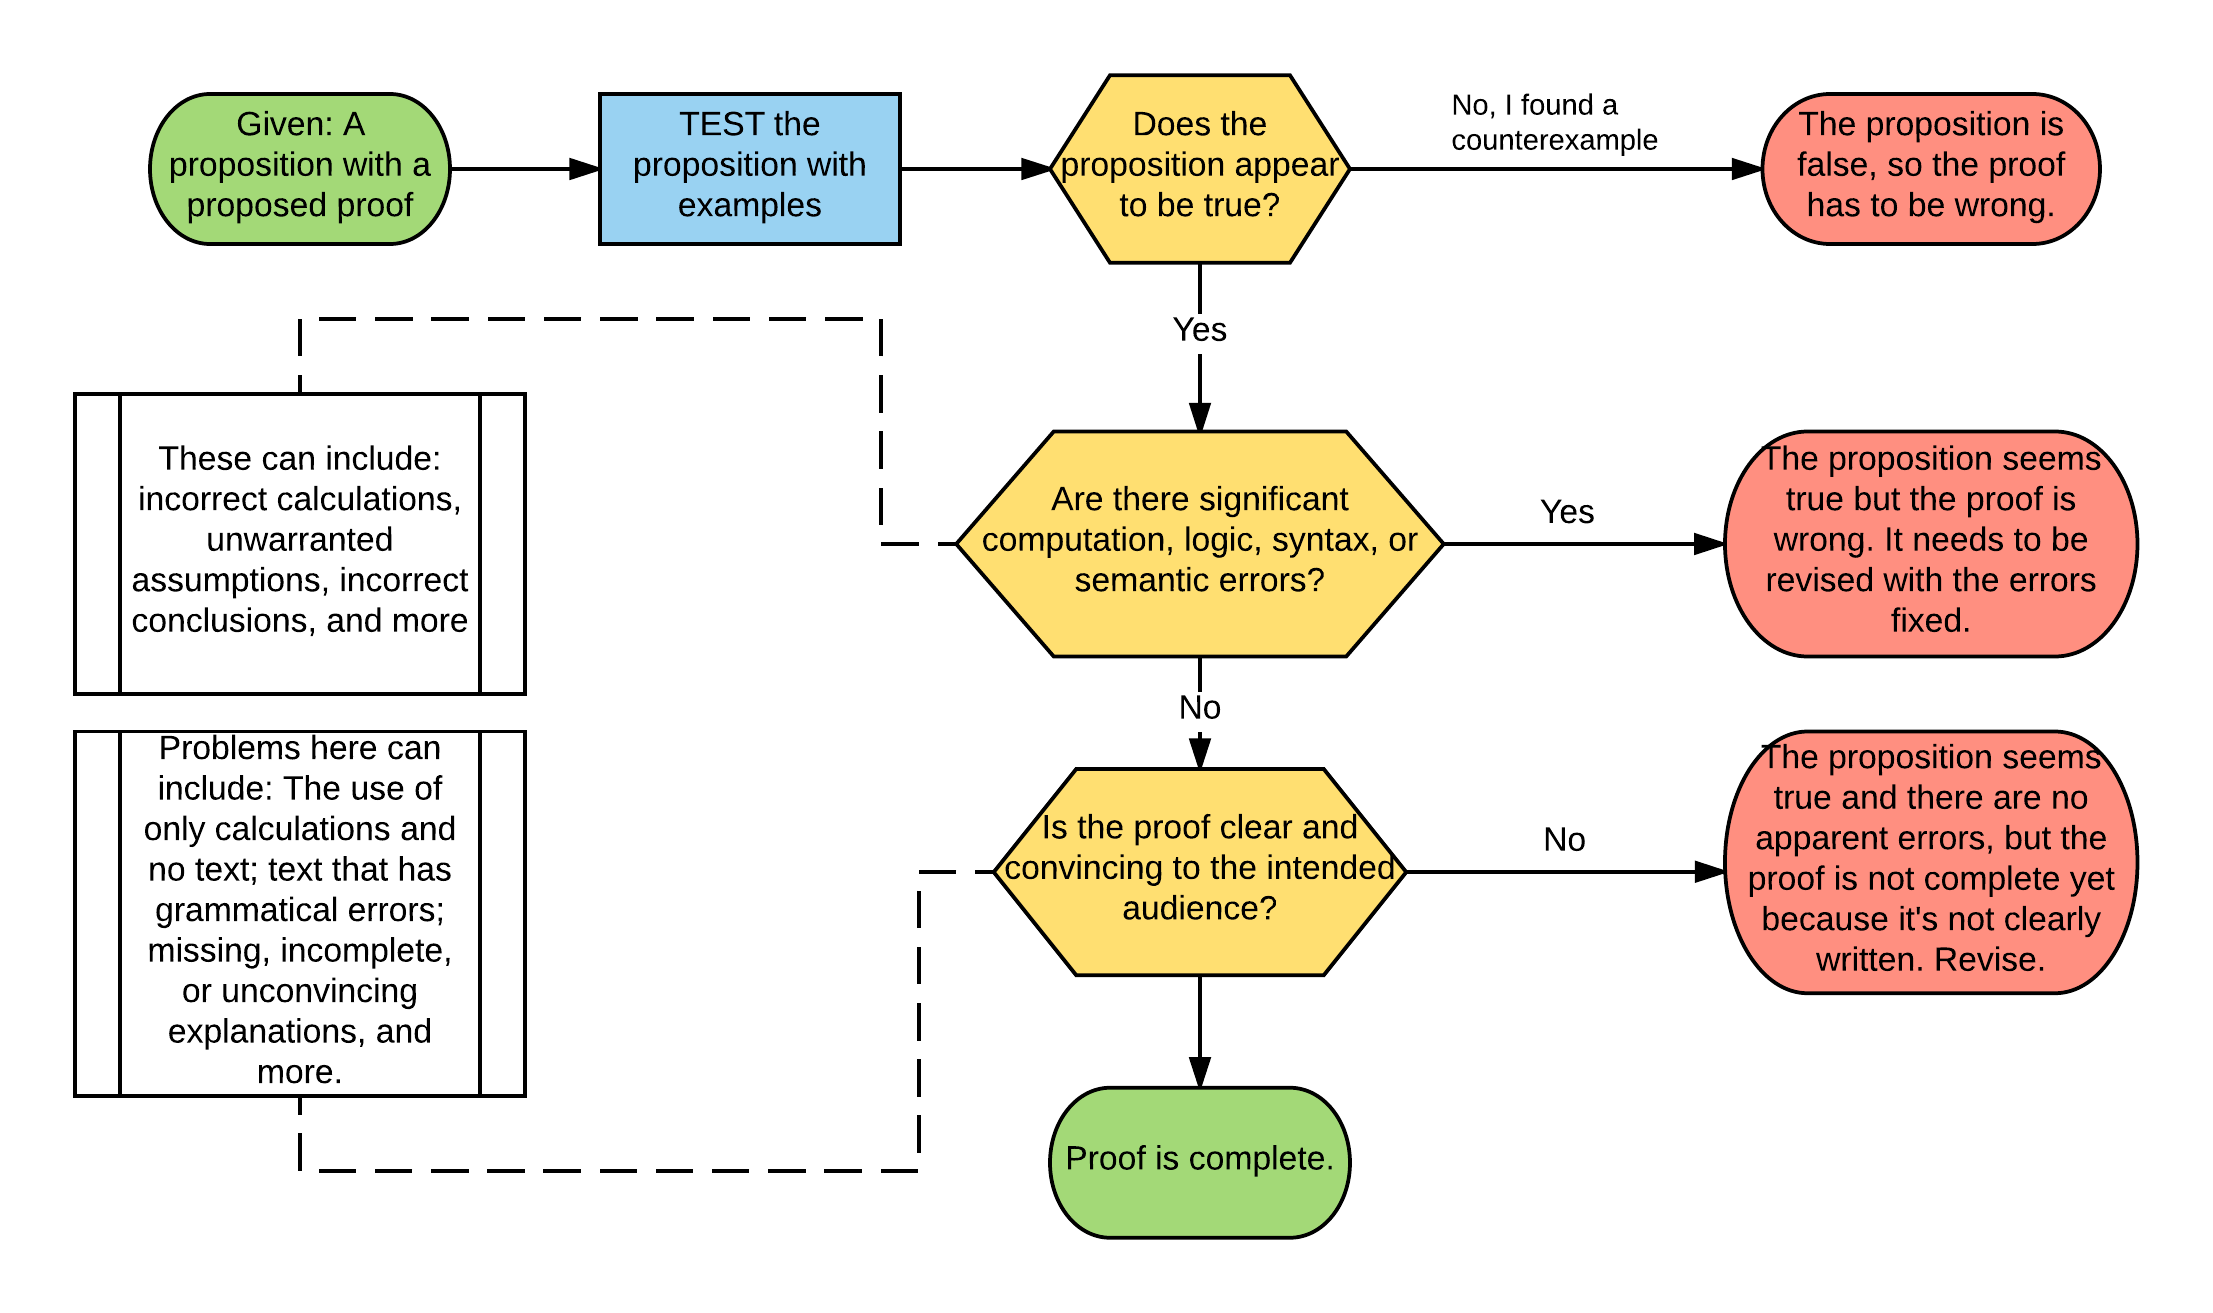 Given: A
proposition with a
proposed proof
TEST the
proposition with
examples
Does the
proposition appear
to be true?
No, I found a
counterexample
The proposition is
false, so the proof
has to be wrong.
Yes
These can include:
incorrect calculations,
unwarranted
assumptions, incorrect
conclusions, and more
Are there significant
computation, logic, syntax, or
semantic errors?
Yes
The proposition seems
true but the proof is
wrong. It needs to be
revised with the errors
fixed.
No
Problems here can
include: The use of
only calculations and
no text; text that has
grammatical errors;
missing, incomplete,
or unconvincing
explanations, and
more.
Is the proof clear and
convincing to the intended
audience?
No
The proposition seems
true and there are no
apparent errors, but the
proof is not complete yet
because it's not clearly
written. Revise.
Proof is complete.